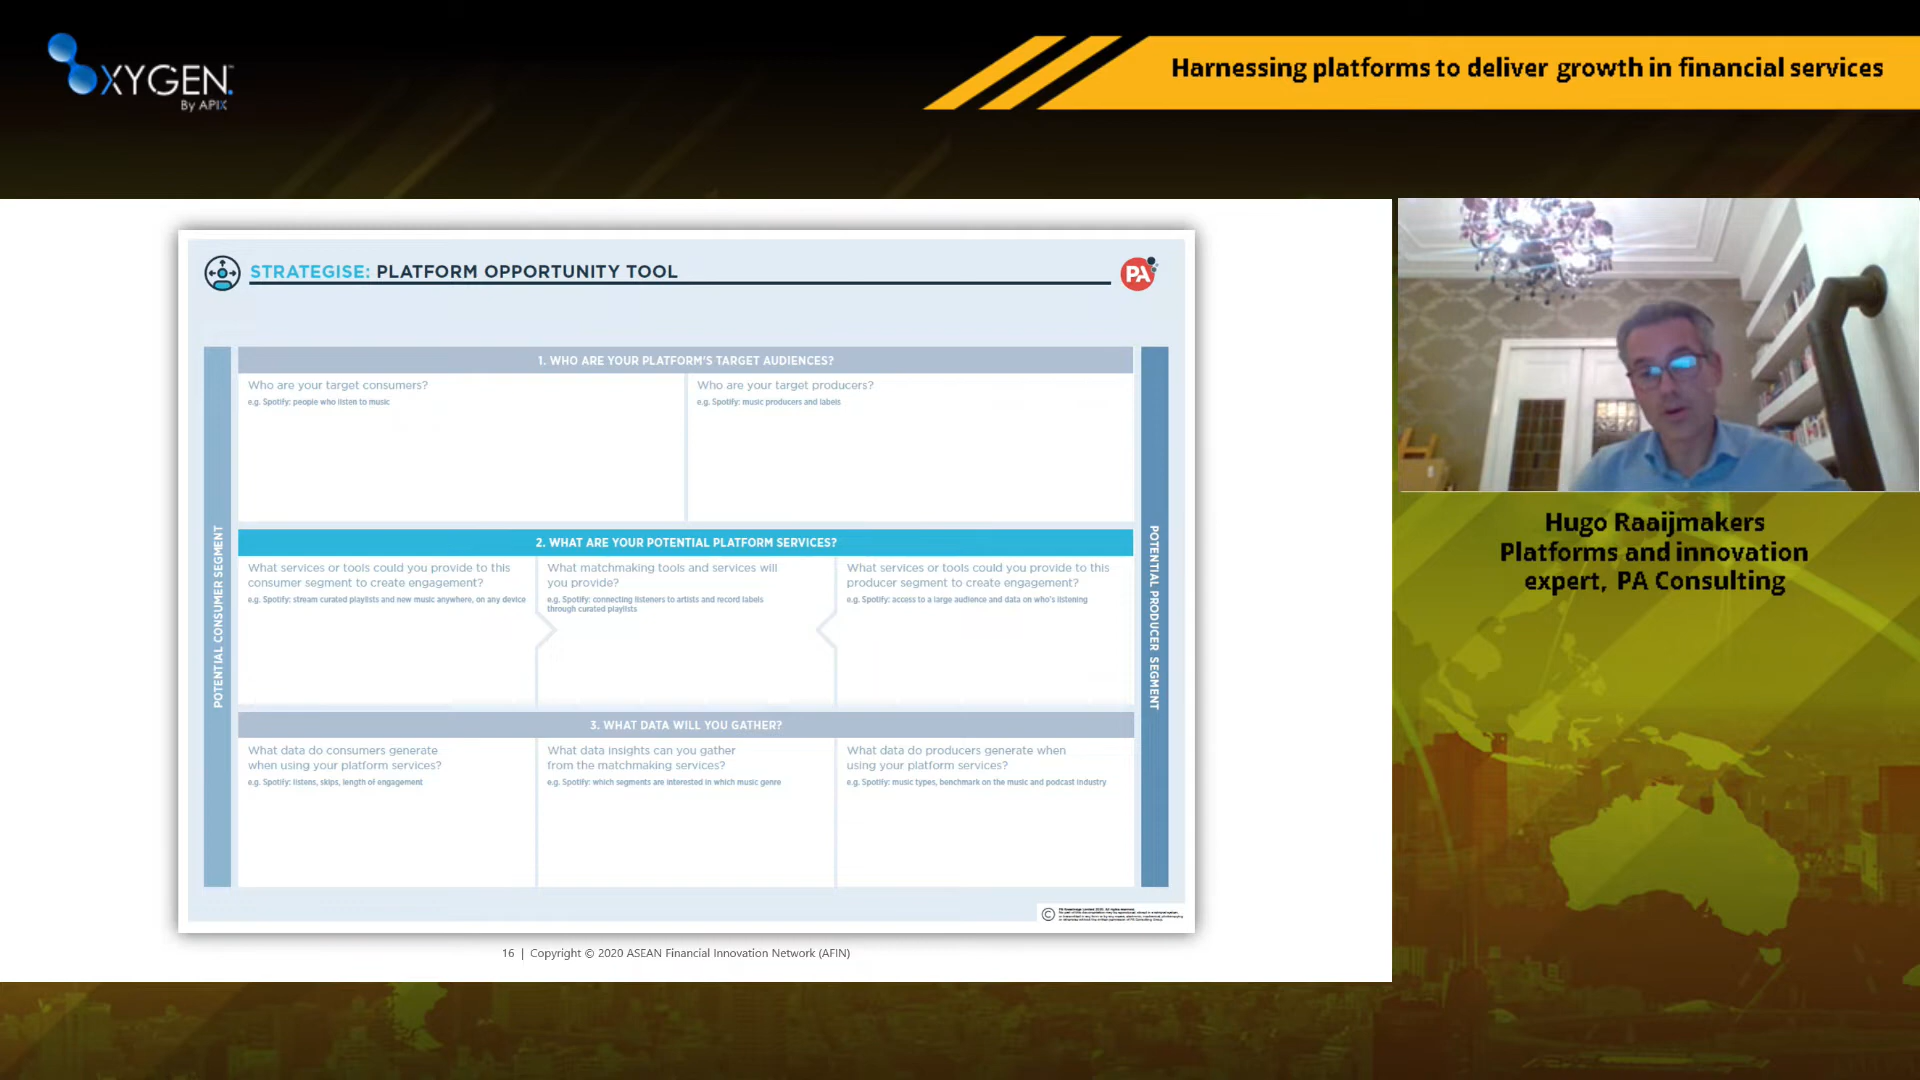 OXYGEN
By APIX
Harnessing platforms to deliver growth in financial services
STRATEGISE: PLATFORM OPPORTUNITY TOOL
PA
1. WHO ARE YOUR PLATFORM'S TARGET AUDIENCES?
Who are your target consumers?
e.g. Spotify: people who listen to music
Who are your target producers?
e.g. Spotify: music producers and labels
POTENTIAL CONSUMER SEGMENT
2. WHAT ARE YOUR POTENTIAL PLATFORM SERVICES?
What services or tools could you provide to this
consumer segment to create engagement?
e.g. Spotify: stream curated playlists and new music anywhere, on any device
What matchmaking tools and services will
you provide?
e.g. Spotify: connecting listeners to artists and record labels
through curated playlists
What services or tools could you provide to this
producer segment to create engagement?
e.g. Spotify: access to a large audience and data on who's listening
POTENTIAL PRODUCER SEGMENT
3. WHAT DATA WILL YOU GATHER?
What data do consumers generate
when using your platform services?
e.g. Spotify: listens, skips, length of engagement
What data insights can you gather
from the matchmaking services?
e.g. Spotify: which segments are interested in which music genre
What data do producers generate when
using your platform services?
e.g. Spotify: music types, benchmark on the music and podcast industry
16 | Copyright © 2020 ASEAN Financial Innovation Network (AFIN)
Hugo Raaijmakers
Platforms and innovation
expert, PA Consulting